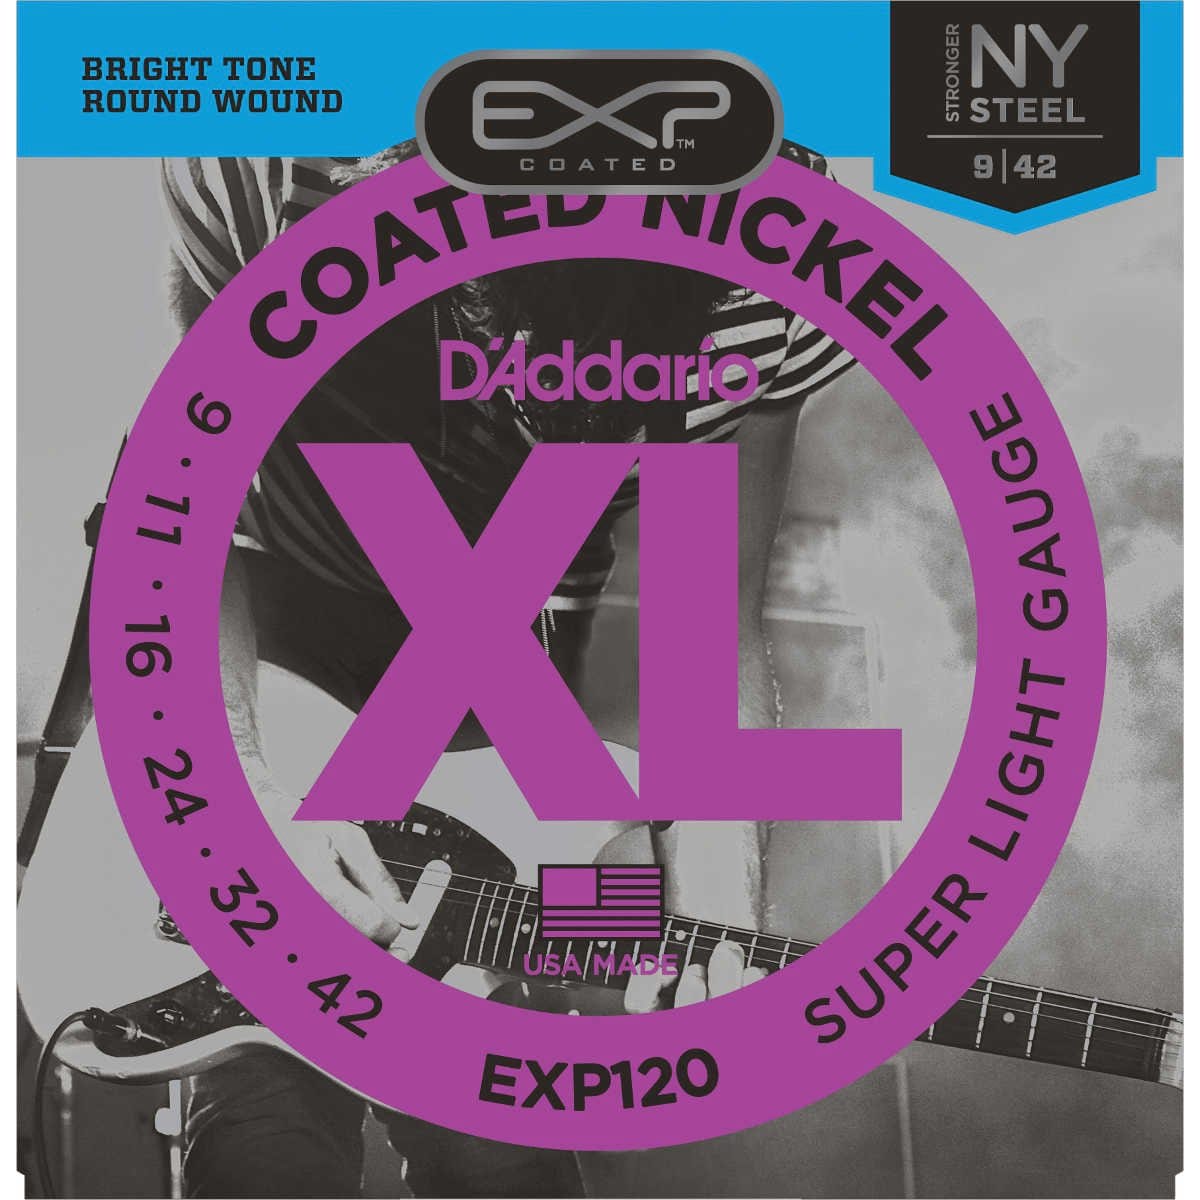 BRIGHT TONE
ROUND WOUND
EXP™
COATED
STRONGER
NY
STEEL
9|42
COATED NICKEL
D'Addario
XL
9 · 11 · 16 · 24 · 32 · 42
SUPER LIGHT GAUGE
USA MADE
EXP120